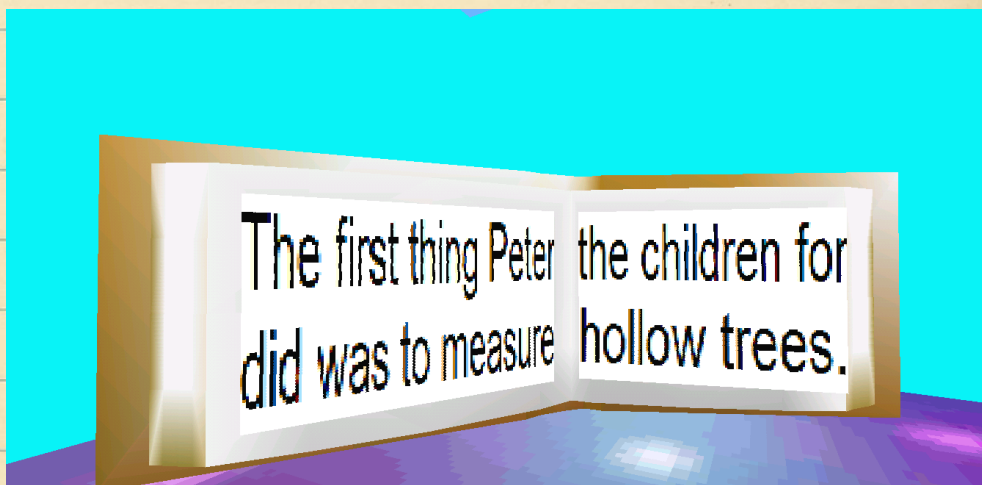 The first thing Peter
did was to measure
the children for
hollow trees.